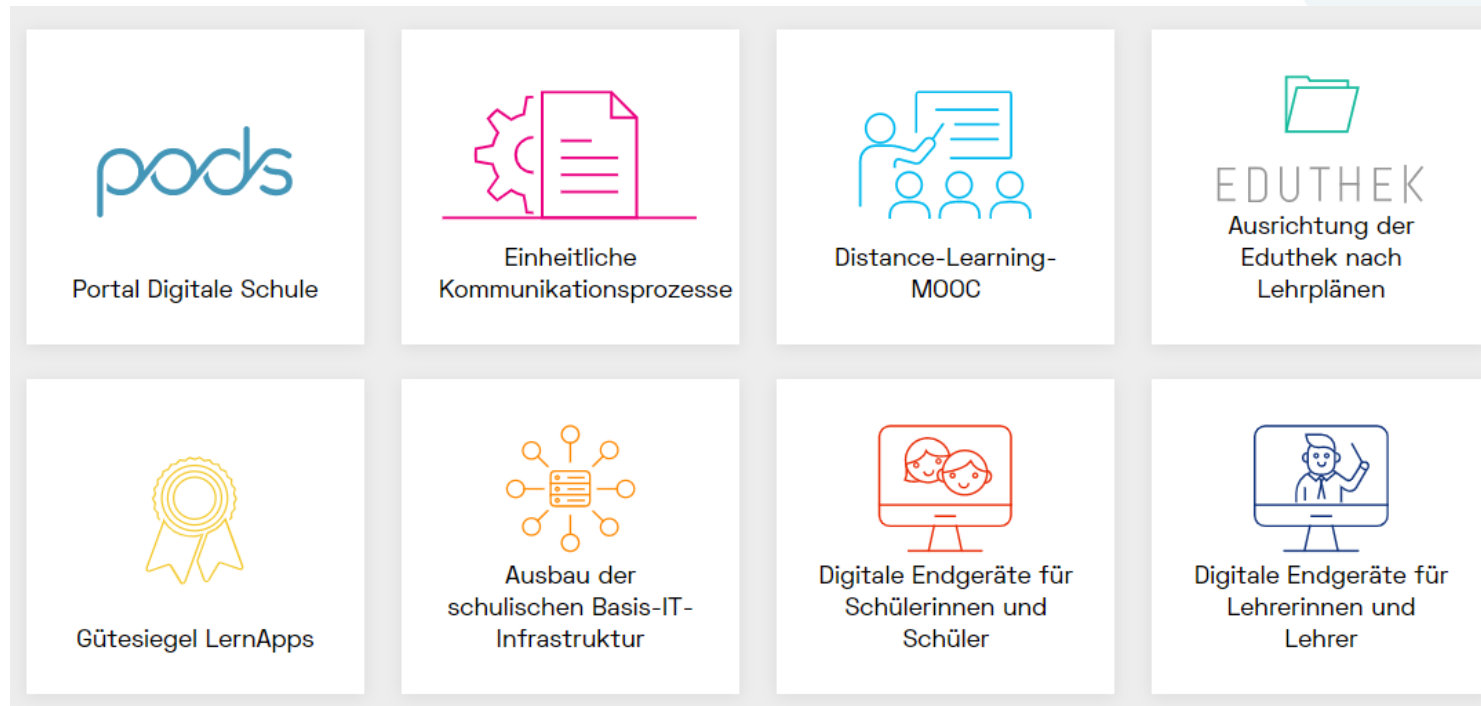 pods
Portal Digitale Schule
Einheitliche
Kommunikationsprozesse
Distance-Learning-
MOOC
EDUTHEK
Ausrichtung der
Eduthek nach
Lehrplänen
Gütesiegel LernApps
Ausbau der
schulischen Basis-IT-
Infrastruktur
Digitale Endgeräte für
Schülerinnen und
Schüler
Digitale Endgeräte für
Lehrerinnen und
Lehrer